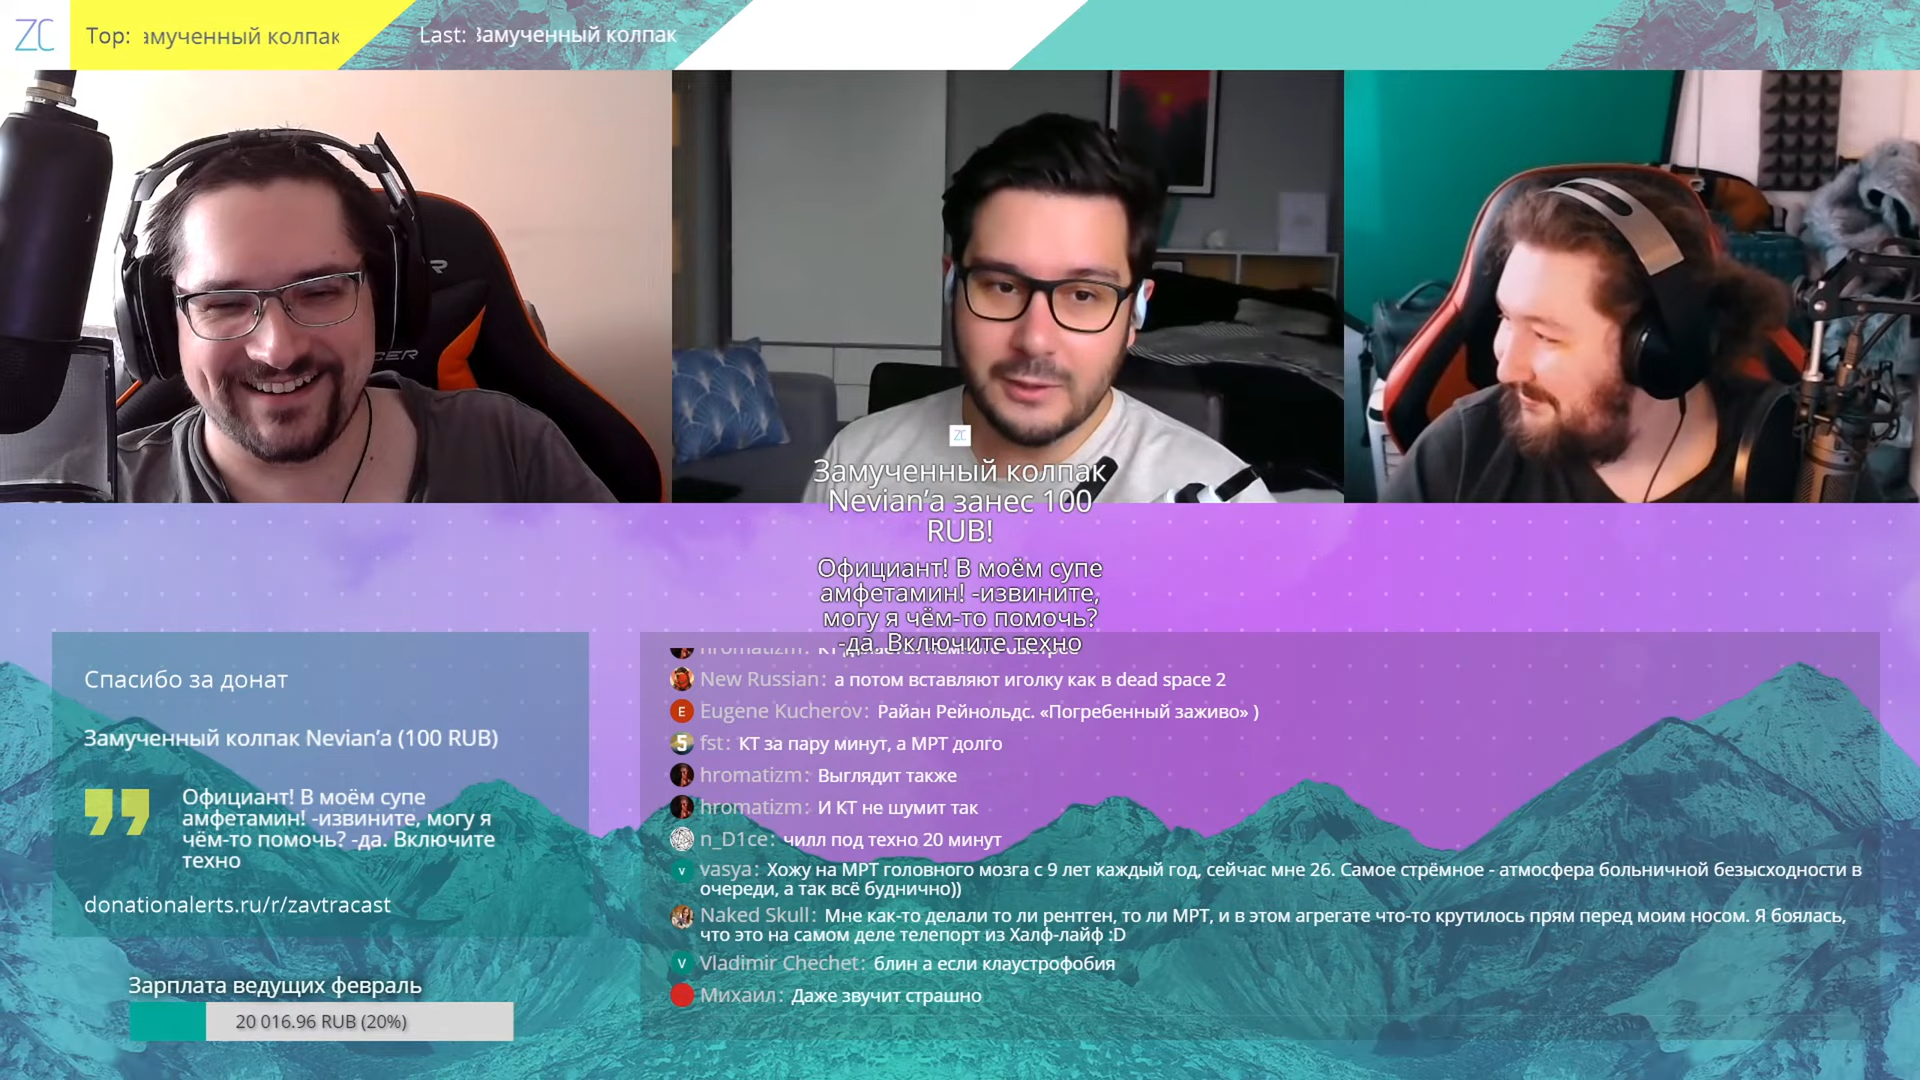 ZC
Top: амученный колпак
Last: Замученный колпак
R
CER
ZC
Замученный колпак
Nevian’а занес 100
RUB!
Официант! В моём супе
амфетамин! -извините,
могу я чём-то помочь?
-да. Включите техно
Спасибо за донат
Замученный колпак Nevian’а (100 RUB)
Официант! В моём супе
амфетамин! -извините, могу я
чём-то помочь? -да. Включите
техно
donationalerts.ru/r/zavtracast
Зарплата ведущих февраль
20 016.96 RUB (20%)
hromatizm:
New Russian: а потом вставляют иголку как в dead space 2
E Eugene Kucherov: Райан Рейнольдс. «Погребенный заживо» )
5 fst: КТ за пару минут, а МРТ долго
hromatizm: Выглядит также
hromatizm: И КТ не шумит так
n_D1ce: чилл под техно 20 минут
v vasya: Хожу на МРТ головного мозга с 9 лет каждый год, сейчас мне 26. Самое стрёмное - атмосфера больничной безысходности в
очереди, а так всё буднично))
Naked Skull: Мне как-то делали то ли рентген, то ли МРТ, и в этом агрегате что-то крутилось прям перед моим носом. Я боялась,
что это на самом деле телепорт из Халф-лайф :D
V Vladimir Chechet: блин а если клаустрофобия
Михаил: Даже звучит страшно